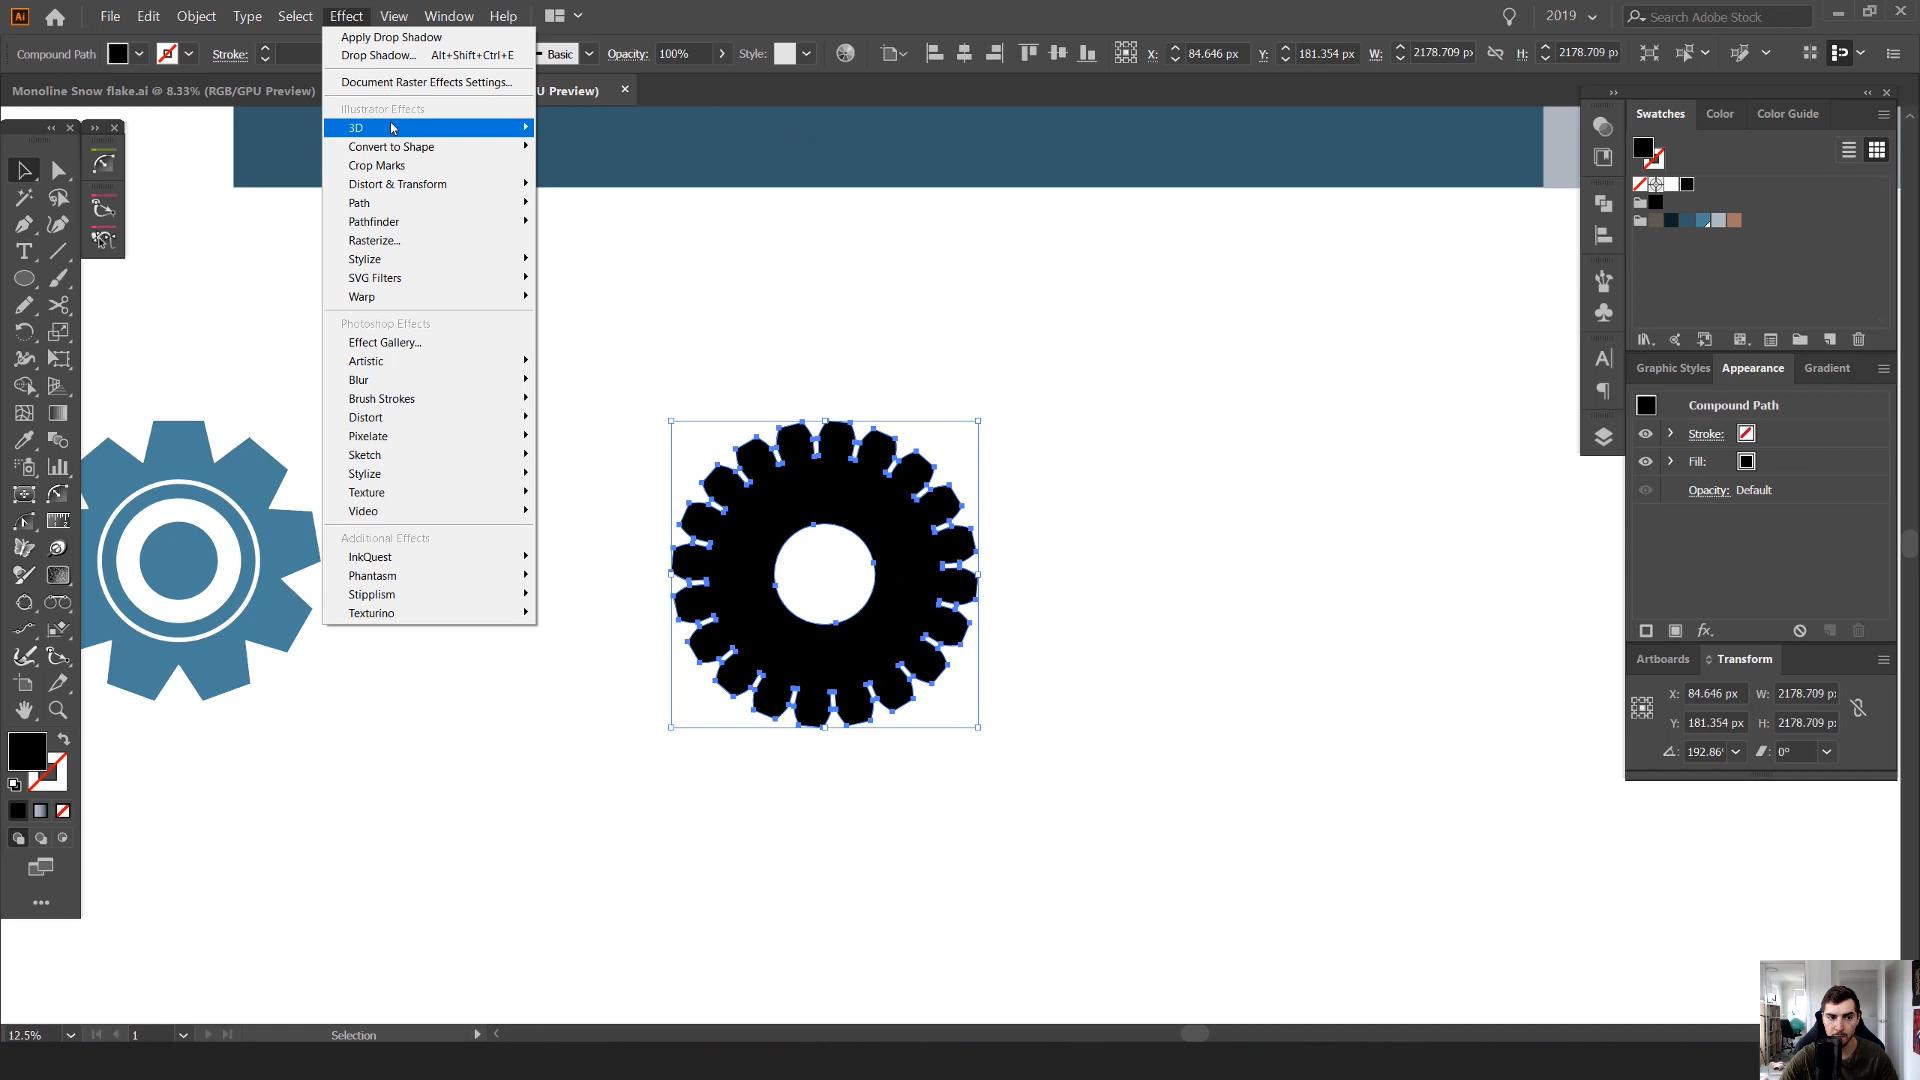 Ai File Edit Object Type Select Effect View Window Help 2019 Search Adobe Stock
Compound Path Stroke: Basic Opacity: 100% Style: X: 84.646 px Y: 181.354 px W: 2178.709 px H: 2178.709 px
Monoline Snow flake.ai @ 8.33% (RGB/GPU Preview) U Preview)
Apply Drop Shadow
Drop Shadow... Alt+Shift+Ctrl+E
Document Raster Effects Settings...
Illustrator Effects
3D
Convert to Shape
Crop Marks
Distort & Transform
Path
Pathfinder
Rasterize...
Stylize
SVG Filters
Warp
Photoshop Effects
Effect Gallery...
Artistic
Blur
Brush Strokes
Distort
Pixelate
Sketch
Stylize
Texture
Video
Additional Effects
InkQuest
Phantasm
Stipplism
Texturino
Swatches Color Color Guide
Graphic Styles Appearance Gradient
Compound Path
Stroke:
Fill:
Opacity: Default
fx
Artboards Transform
X: 84.646 px W: 2178.709 p
Y: 181.354 px H: 2178.709 p
192.86° 0°
12.5% 1 Selection